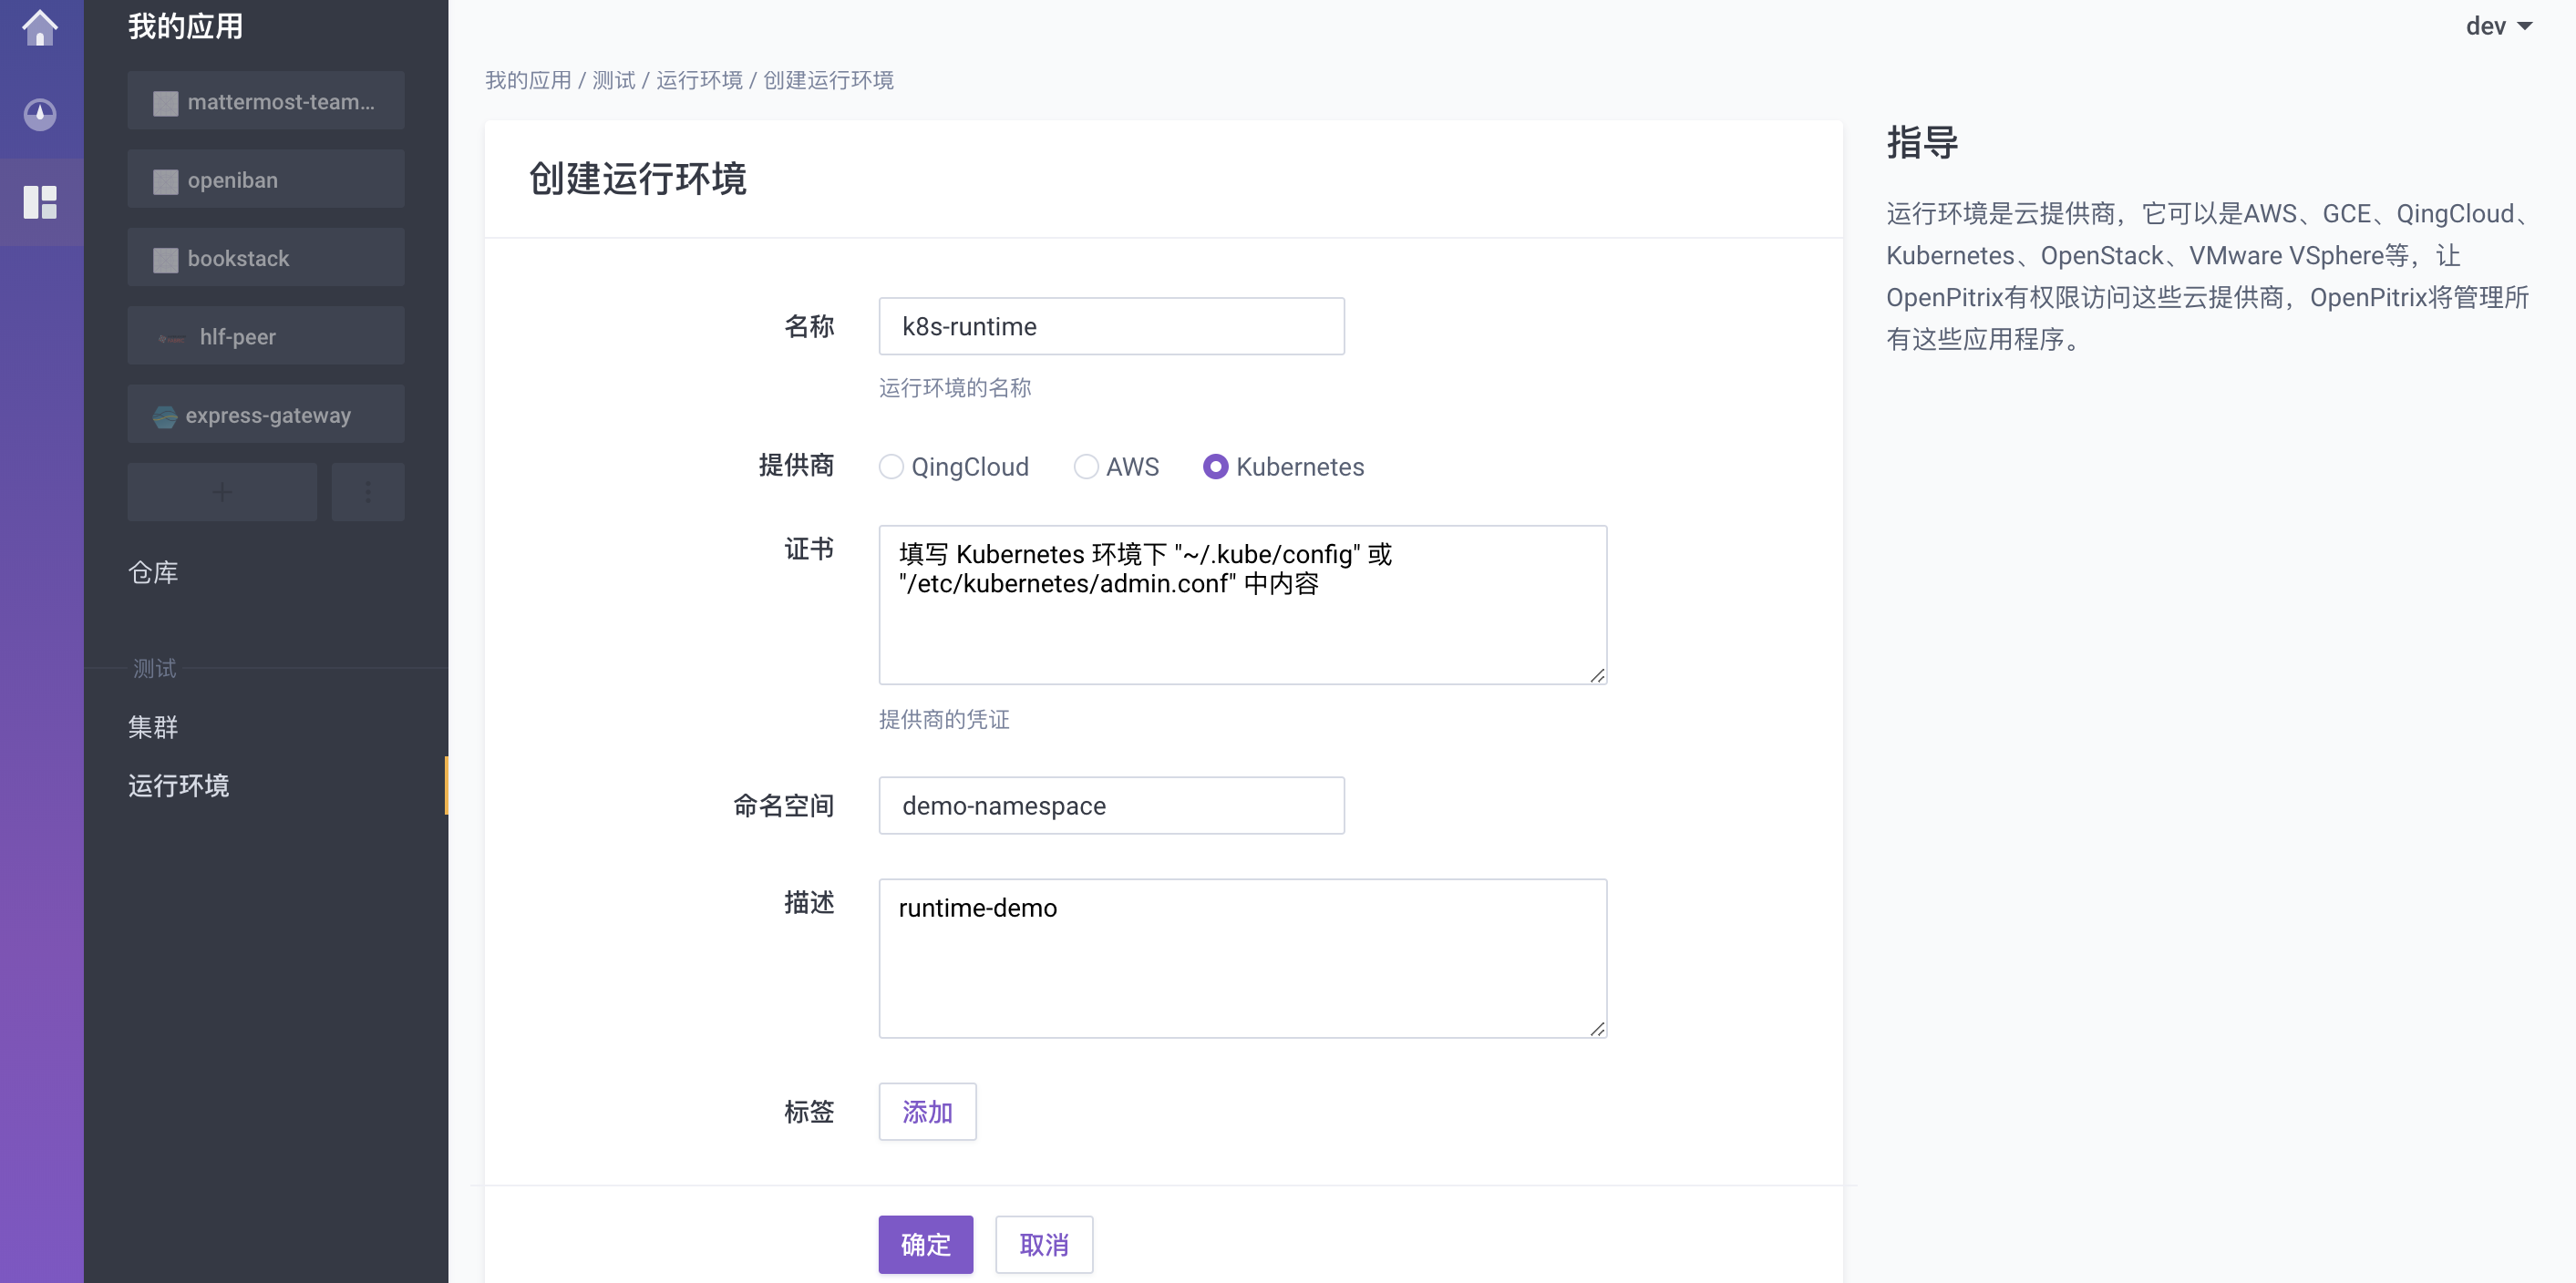 我的应用
mattermost-team...
openiban
bookstack
hlf-peer
express-gateway
仓库
测试
集群
运行环境
dev
我的应用 / 测试 / 运行环境 / 创建运行环境
创建运行环境
名称
k8s-runtime
运行环境的名称
提供商
QingCloud
AWS
Kubernetes
证书
填写 Kubernetes 环境下 "~/.kube/config" 或
"/etc/kubernetes/admin.conf" 中内容
提供商的凭证
命名空间
demo-namespace
描述
runtime-demo
标签
添加
确定
取消
指导
运行环境是云提供商，它可以是AWS、GCE、QingCloud、
Kubernetes、OpenStack、VMware VSphere等，让
OpenPitrix有权限访问这些云提供商，OpenPitrix将管理所
有这些应用程序。